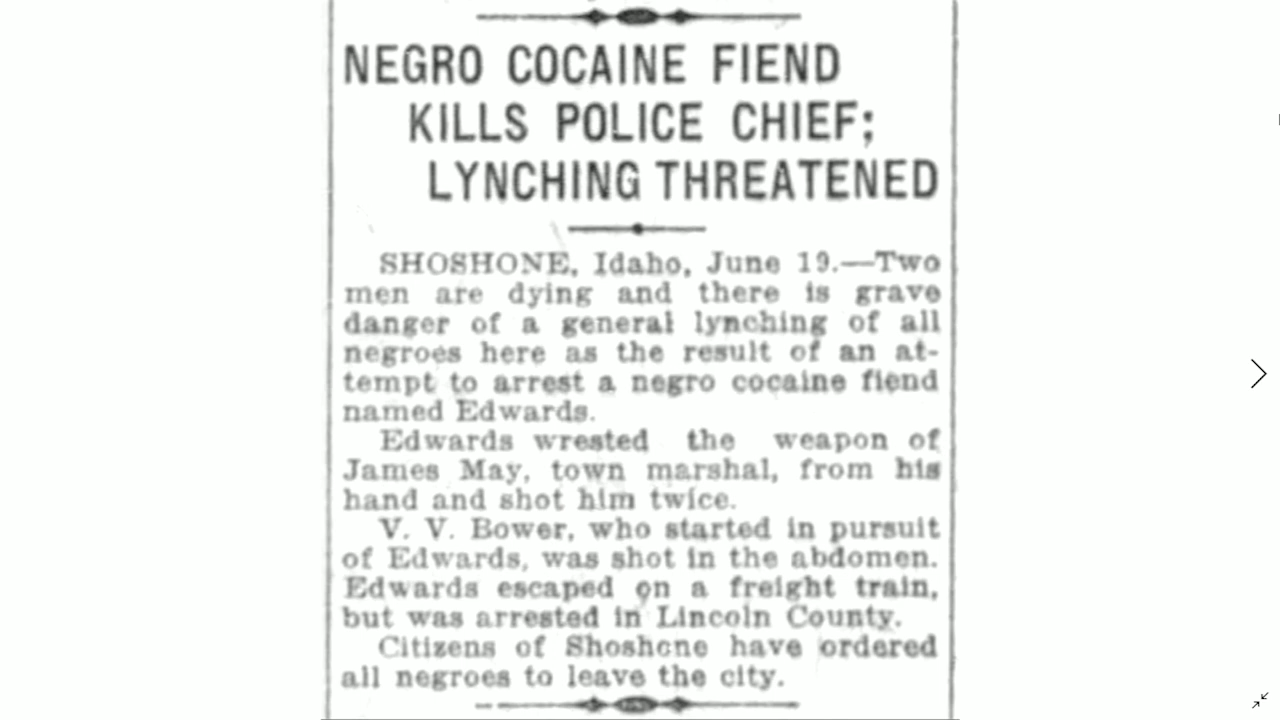 NEGRO COCAINE FIEND
KILLS POLICE CHIEF;
LYNCHING THREATENED
SHOSHONE, Idaho, June 19.—Two
men are dying and there is grave
danger of a general lynching of all
negroes here as the result of an at-
tempt to arrest a negro cocaine fiend
named Edwards.
Edwards wrested the weapon of
James May, town marshal, from his
hand and shot him twice.
V. V. Bower, who started in pursuit
of Edwards, was shot in the abdomen.
Edwards escaped on a freight train,
but was arrested in Lincoln County.
Citizens of Shoshone have ordered
all negroes to leave the city.